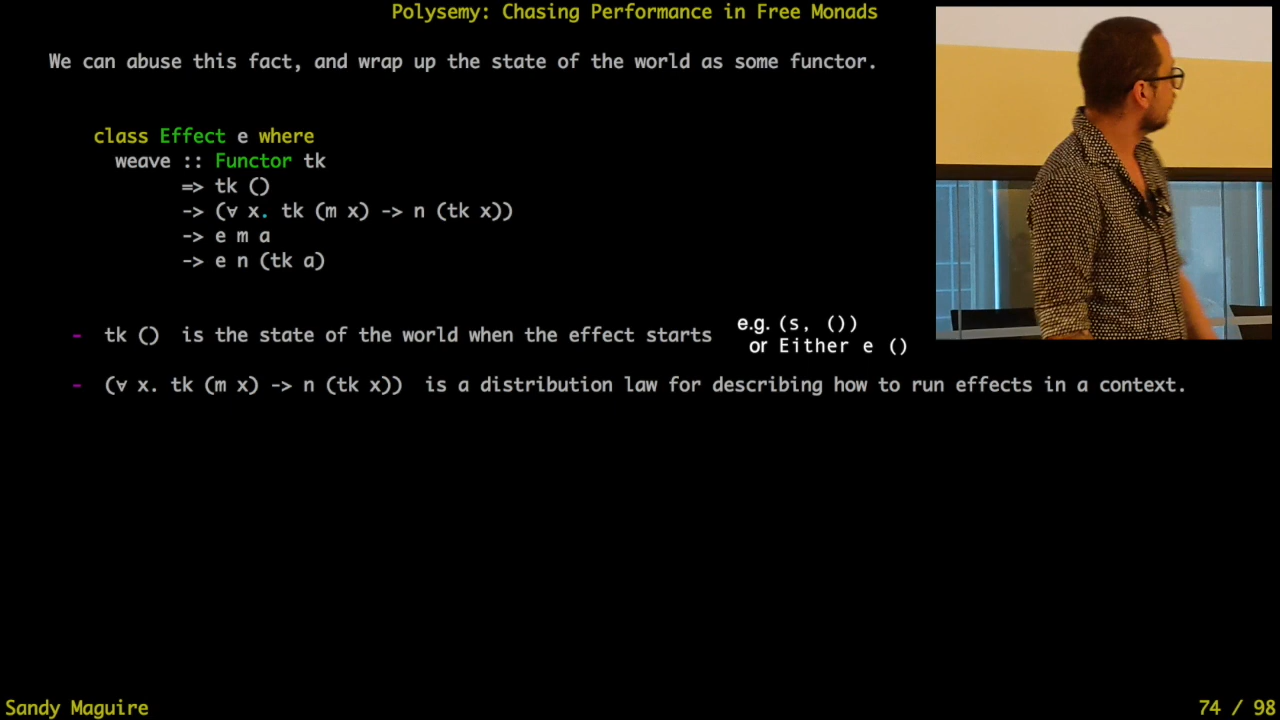 Polysemy: Chasing Performance in Free Monads
We can abuse this fact, and wrap up the state of the world as some functor.
class Effect e where
weave :: Functor tk
=> tk ()
-> (∀ x. tk (m x) -> n (tk x))
-> e m a
-> e n (tk a)
- tk () is the state of the world when the effect starts
e.g. (s, ())
or Either e ()
- (∀ x. tk (m x) -> n (tk x)) is a distribution law for describing how to run effects in a context.
Sandy Maguire
74 / 98